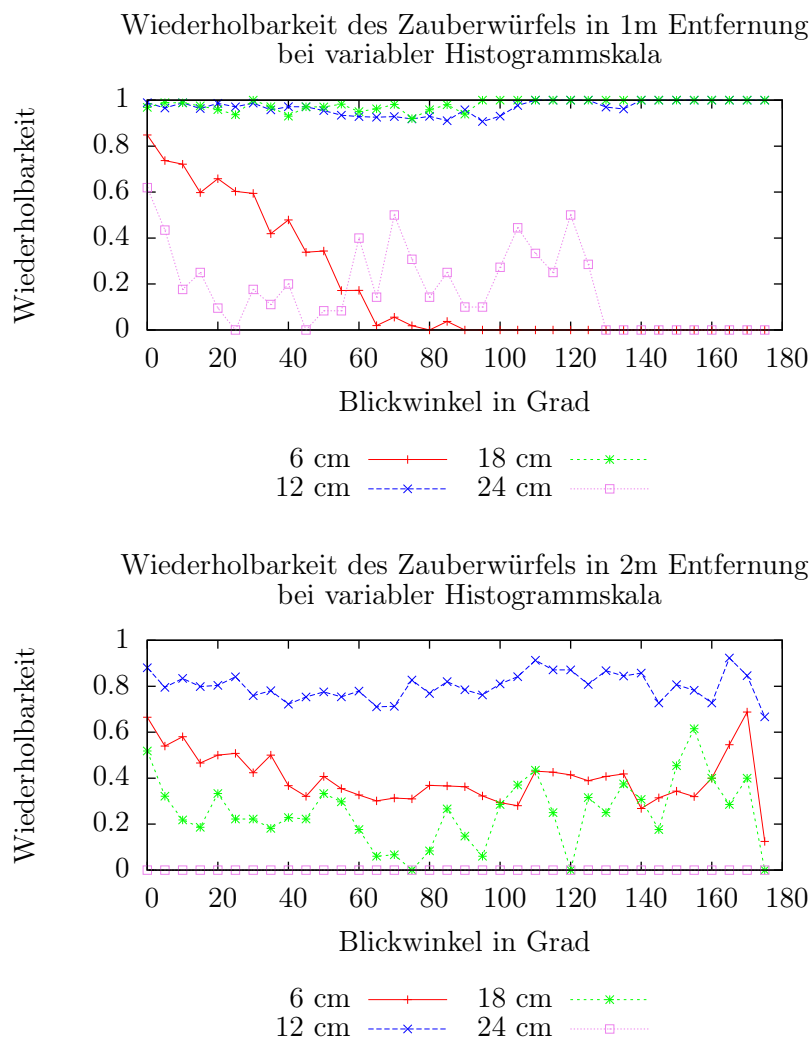 Wiederholbarkeit des Zauberwürfels in 1m Entfernung
bei variabler Histogrammskala
Wiederholbarkeit
1
0.8
0.6
0.4
0.2
0
0 20 40 60 80 100 120 140 160 180
Blickwinkel in Grad
6 cm 18 cm
12 cm 24 cm
Wiederholbarkeit des Zauberwürfels in 2m Entfernung
bei variabler Histogrammskala
Wiederholbarkeit
1
0.8
0.6
0.4
0.2
0
0 20 40 60 80 100 120 140 160 180
Blickwinkel in Grad
6 cm 18 cm
12 cm 24 cm